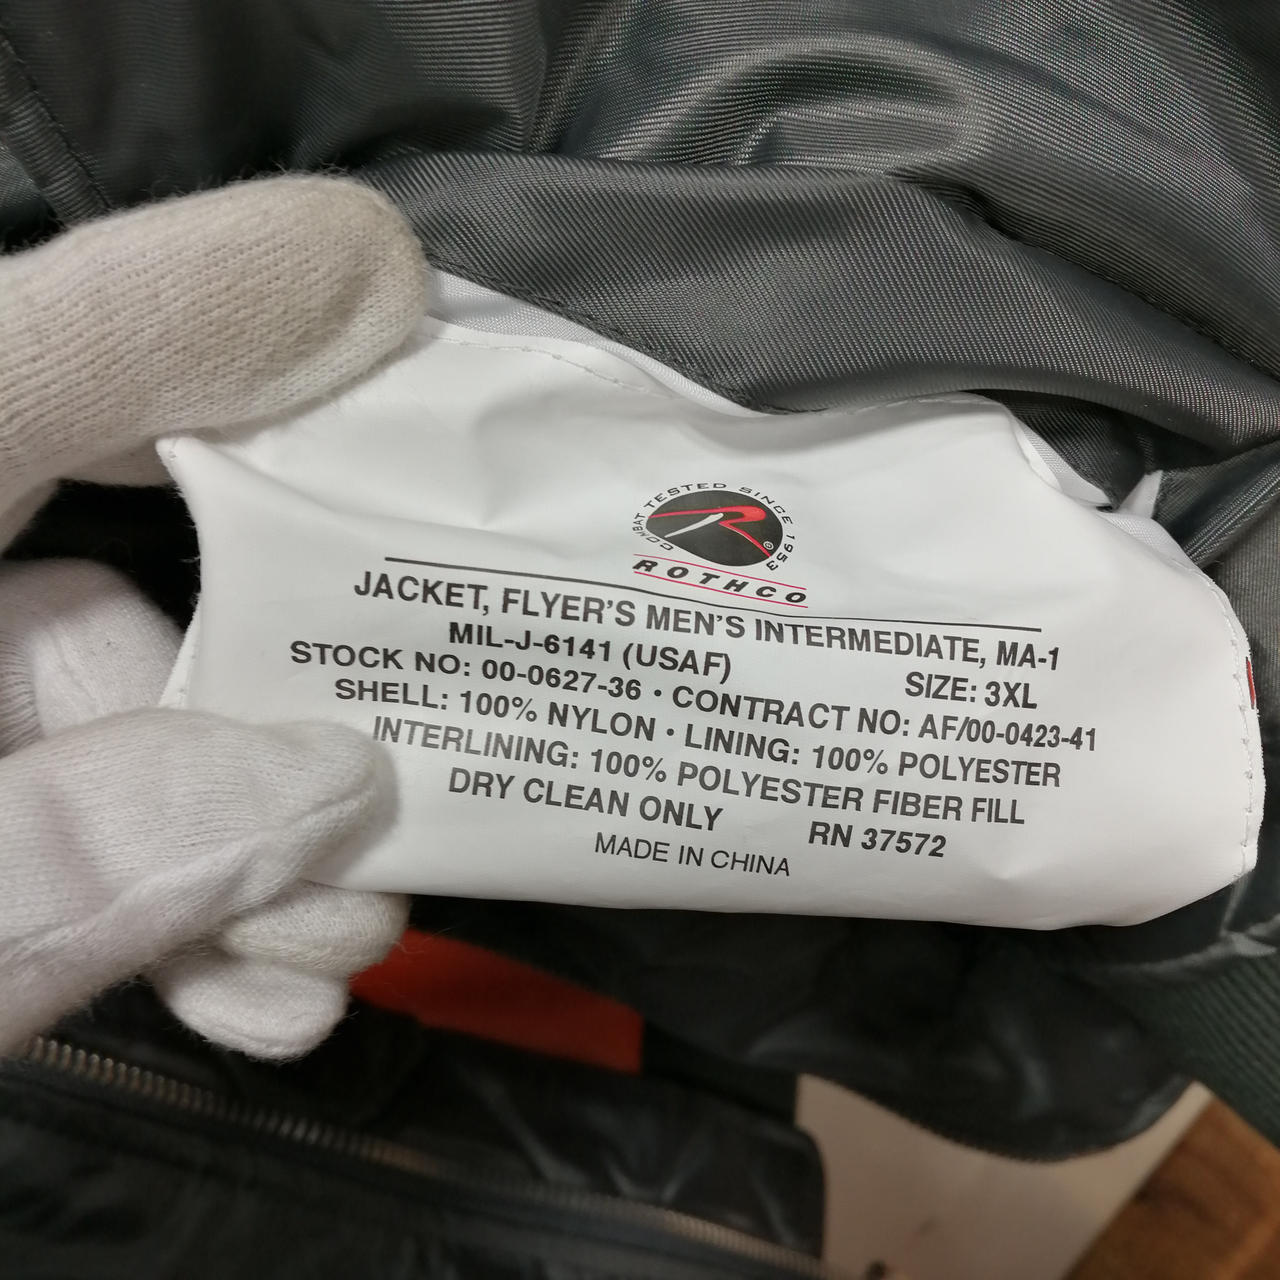 COMBAT TESTED SINCE 1953
®
ROTHCO
JACKET, FLYER'S MEN'S INTERMEDIATE, MA-1
MIL-J-6141 (USAF) SIZE: 3XL
STOCK NO: 00-0627-36 • CONTRACT NO: AF/00-0423-41
SHELL: 100% NYLON • LINING: 100% POLYESTER
INTERLINING: 100% POLYESTER FIBER FILL
DRY CLEAN ONLY RN 37572
MADE IN CHINA